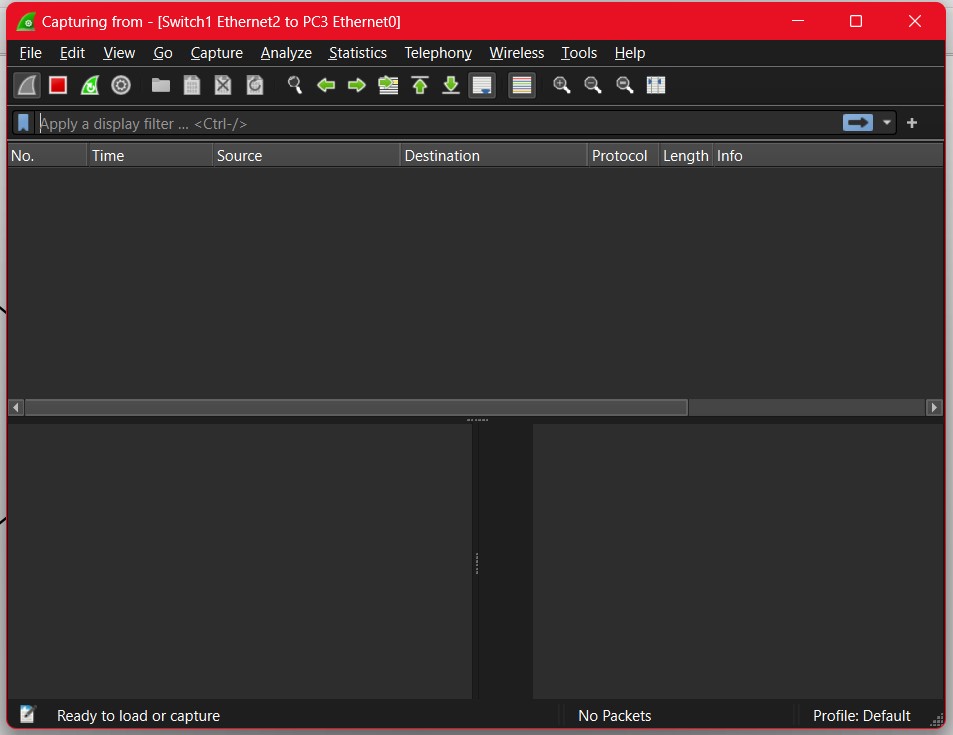 Capturing from - [Switch1 Ethernet2 to PC3 Ethernet0]
File Edit View Go Capture Analyze Statistics Telephony Wireless Tools Help
Apply a display filter ... <Ctrl-/>
No. Time Source Destination Protocol Length Info
Ready to load or capture No Packets Profile: Default